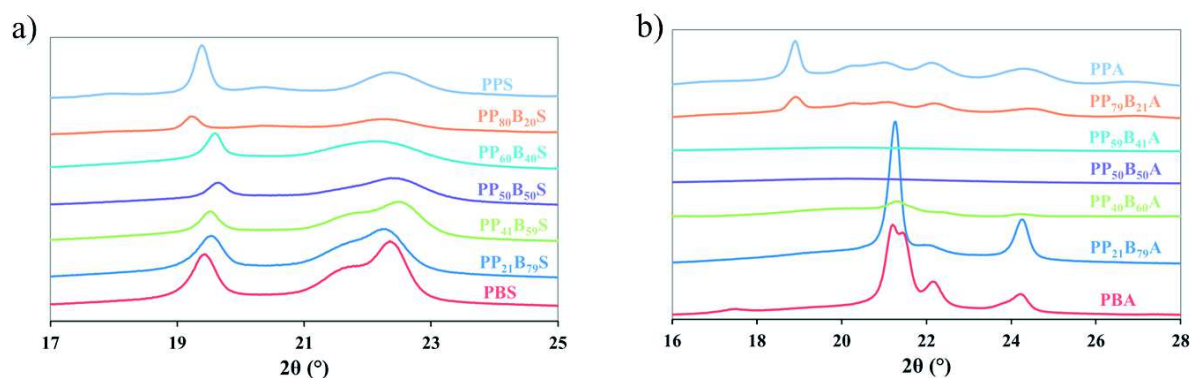 a)
PPS
PP₈₀B₂₀S
PP₆₀B₄₀S
PP₅₀B₅₀S
PP₄₁B₅₉S
PP₂₁B₇₉S
PBS
17 19 21 23 25
2θ (°)
b)
PPA
PP₇₉B₂₁A
PP₅₉B₄₁A
PP₅₀B₅₀A
PP₄₀B₆₀A
PP₂₁B₇₉A
PBA
16 18 20 22 24 26 28
2θ (°)